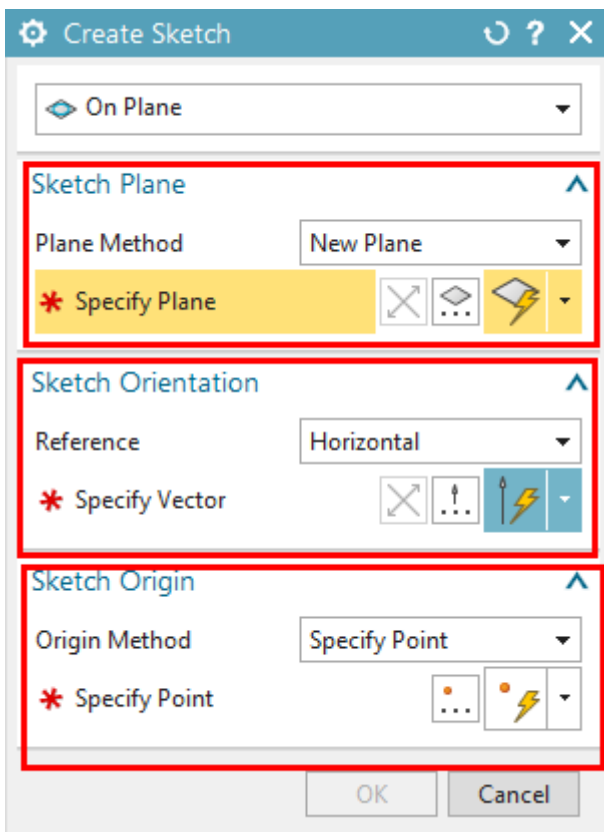 Create Sketch ?
On Plane
Sketch Plane
Plane Method New Plane
* Specify Plane
Sketch Orientation
Reference Horizontal
* Specify Vector
Sketch Origin
Origin Method Specify Point
* Specify Point
OK Cancel